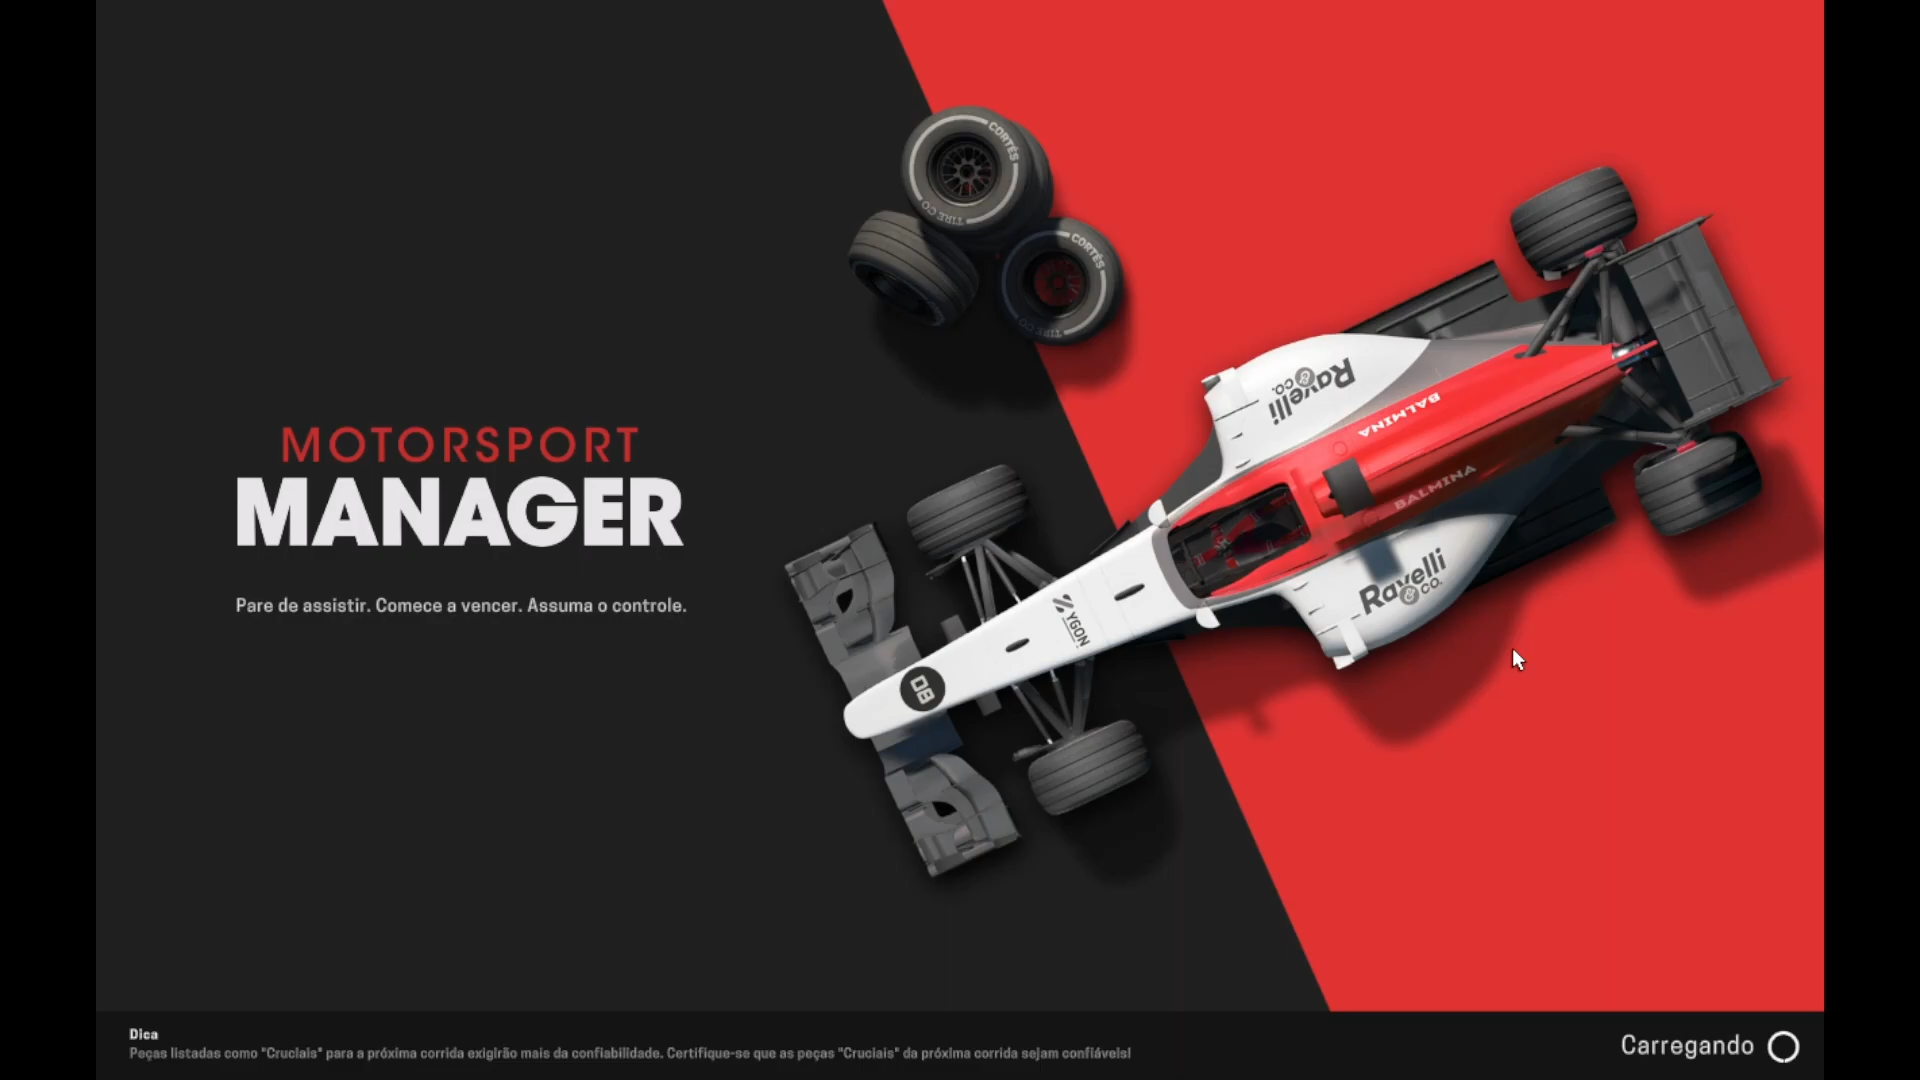 CORTÉS
TIRE CO
CORTÉS
TIRE CO
Ravelli
& CO.
BALMINA
BALMINA
MOTORSPORT
MANAGER
Ravelli
& CO.
Pare de assistir. Comece a vencer. Assuma o controle.
YGON
08
Dica
Peças listadas como "Cruciais" para a próxima corrida exigirão mais da confiabilidade. Certifique-se que as peças "Cruciais" da próxima corrida sejam confiáveis!
Carregando